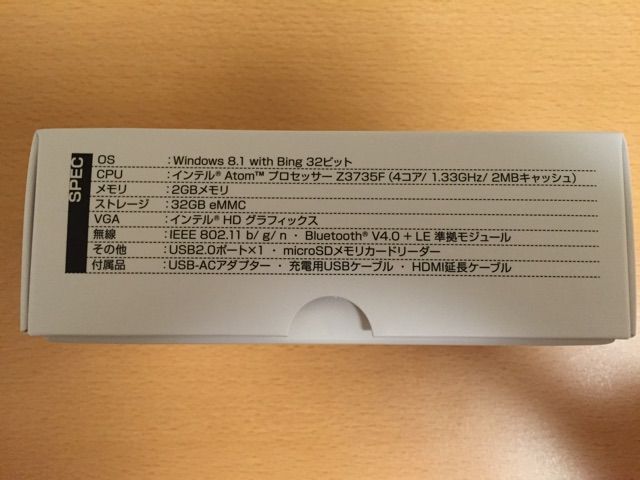 SPEC
OS :Windows 8.1 with Bing 32ビット
CPU :インテル® Atom™ プロセッサー Z3735F (4コア/ 1.33GHz/ 2MBキャッシュ)
メモリ :2GBメモリ
ストレージ :32GB eMMC
VGA :インテル® HD グラフィックス
無線 :IEEE 802.11 b/ g/ n ・ Bluetooth® V4.0 + LE 準拠モジュール
その他 :USB2.0ポート×1 ・ microSDメモリカードリーダー
付属品 :USB-ACアダプター ・ 充電用USBケーブル ・ HDMI延長ケーブル